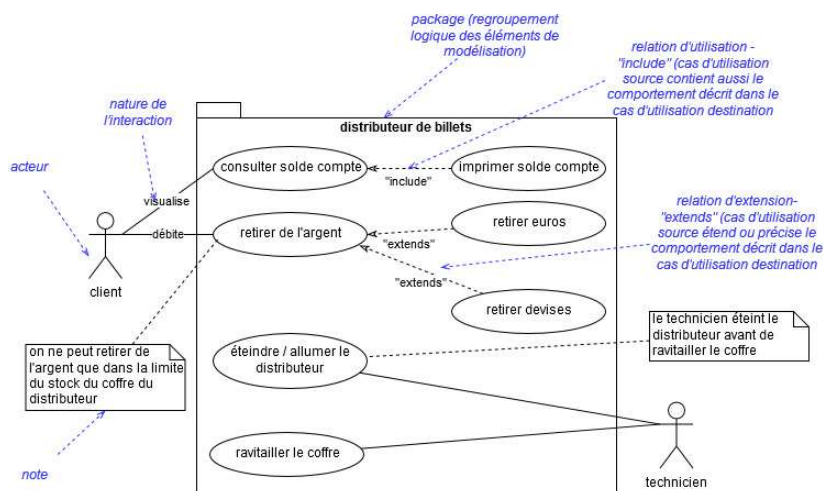 package (regroupement
logique des éléments de
modélisation)
relation d'utilisation -
"include" (cas d'utilisation
source contient aussi le
comportement décrit dans le
cas d'utilisation destination
nature de
l'interaction
acteur
distributeur de billets
consulter solde compte
"include"
imprimer solde compte
visualise
retirer de l'argent
débite
"extends"
retirer euros
relation d'extension-
"extends" (cas d'utilisation
source étend ou précise le
comportement décrit dans le
cas d'utilisation destination
client
"extends"
retirer devises
on ne peut retirer de
l'argent que dans la limite
du stock du coffre du
distributeur
éteindre / allumer le
distributeur
le technicien éteint le
distributeur avant de
ravitailler le coffre
ravitailler le coffre
note
technicien